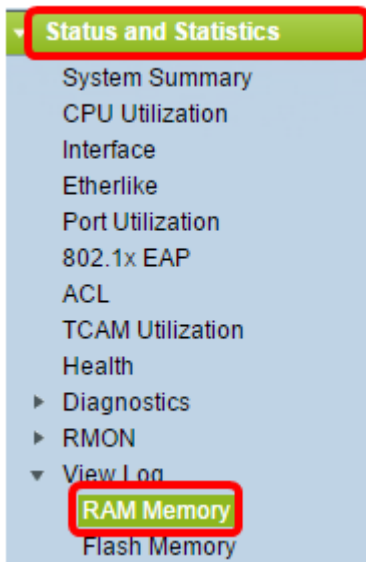 Status and Statistics
System Summary
CPU Utilization
Interface
Etherlike
Port Utilization
802.1x EAP
ACL
TCAM Utilization
Health
Diagnostics
RMON
View Log
RAM Memory
Flash Memory